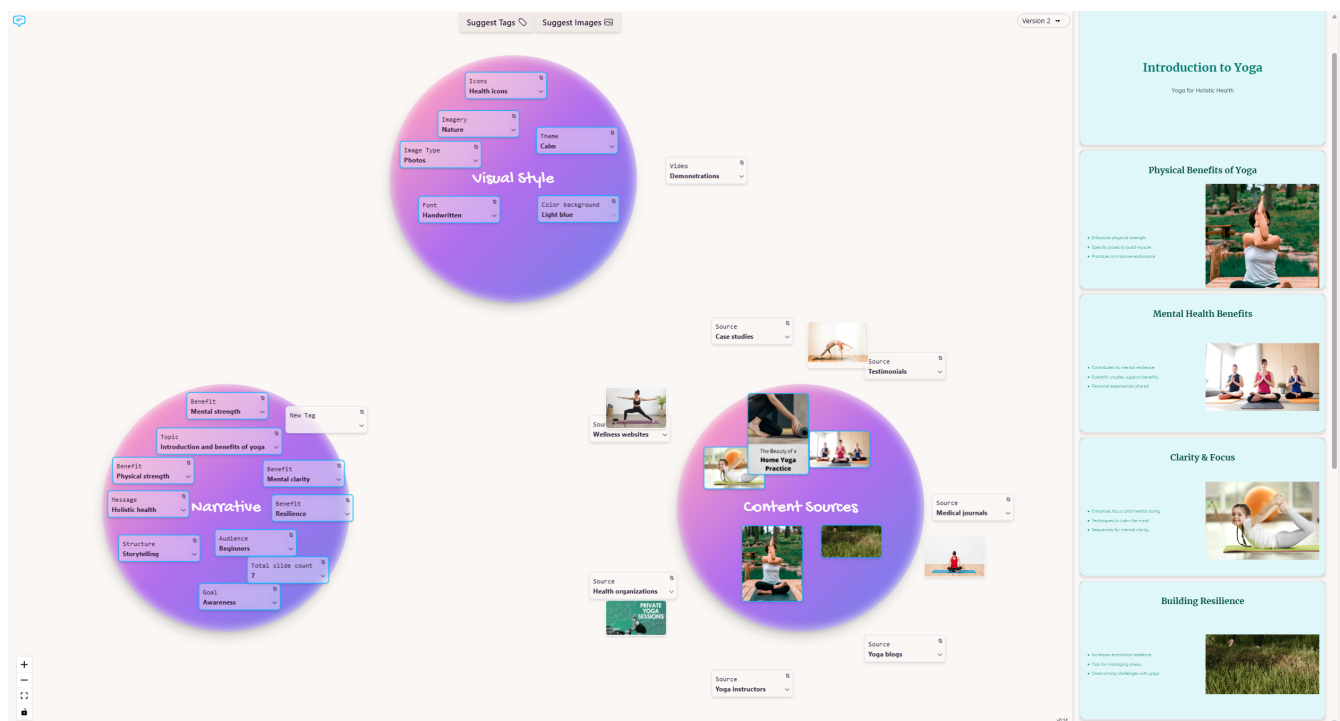 Suggest Tags
Suggest Images
Version 2
Icons
Health icons
Imagery
Nature
Theme
Calm
Image Type
Photos
Visual Style
Font
Handwritten
Color background
Light blue
Video
Demonstrations
Benefit
Mental strength
New Tag
Topic
Introduction and benefits of yoga
Benefit
Physical strength
Benefit
Mental clarity
Message
Holistic health
Narrative
Benefit
Resilience
Structure
Storytelling
Audience
Beginners
Total slide count
7
Goal
Awareness
Source
Case studies
Source
Testimonials
Sou
Wellness websites
The Beauty of a
Home Yoga
Practice
Content Sources
Source
Medical journals
Source
Health organizations
PRIVATE
YOGA
SESSIONS
Source
Yoga blogs
Source
Yoga instructors
Introduction to Yoga
Yoga for Holistic Health
Physical Benefits of Yoga
• Enhances physical strength
• Specific poses to build muscle
• Practices to improve endurance
Mental Health Benefits
• Contributes to mental resilience
• Scientific studies support benefits
• Personal experiences shared
Clarity & Focus
• Enhances focus and mental clarity
• Techniques to calm the mind
• Sequences for mental clarity
Building Resilience
• Increases emotional resilience
• Tips for managing stress
• Overcoming challenges with yoga